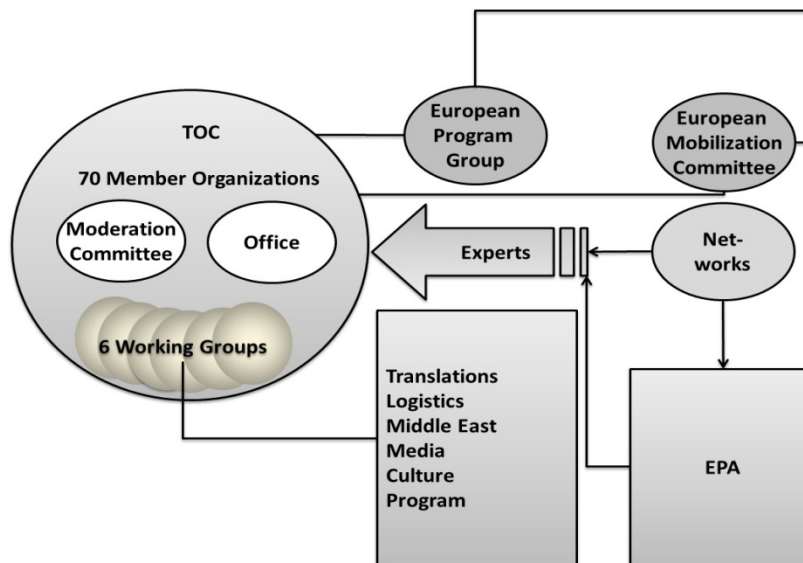 TOC
70 Member Organizations
Moderation
Committee
Office
6 Working Groups
European
Program
Group
European
Mobilization
Committee
Experts
Net-
works
Translations
Logistics
Middle East
Media
Culture
Program
EPA